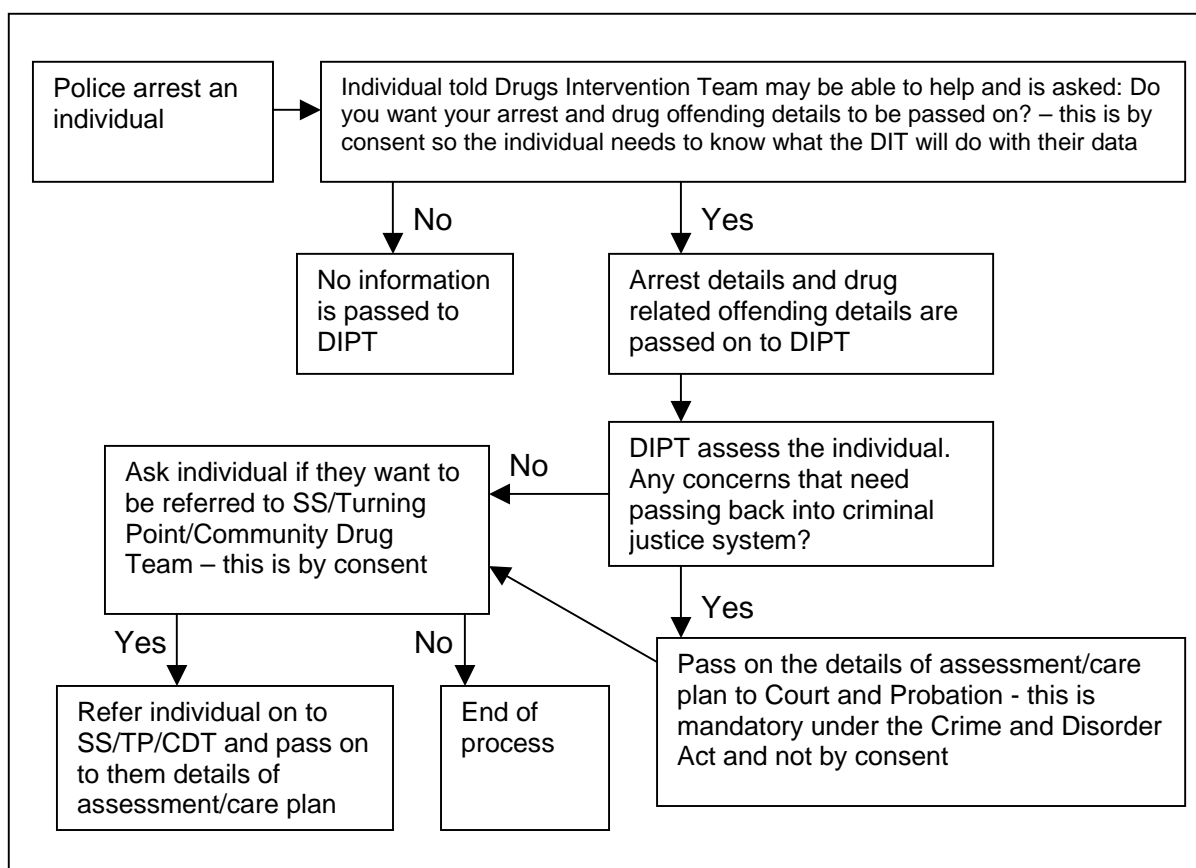 Police arrest an
individual
Individual told Drugs Intervention Team may be able to help and is asked: Do
you want your arrest and drug offending details to be passed on? – this is by
consent so the individual needs to know what the DIT will do with their data
No
Yes
No information
is passed to
DIPT
Arrest details and drug
related offending details are
passed on to DIPT
DIPT assess the individual.
Any concerns that need
passing back into criminal
justice system?
No
Ask individual if they want to
be referred to SS/Turning
Point/Community Drug
Team – this is by consent
Yes
Pass on the details of assessment/care
plan to Court and Probation - this is
mandatory under the Crime and Disorder
Act and not by consent
Yes
No
Refer individual on to
SS/TP/CDT and pass on
to them details of
assessment/care plan
End of
process